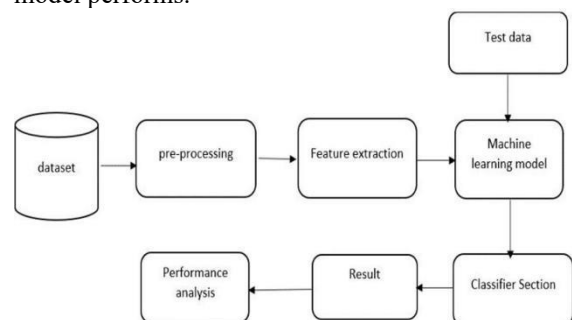 model performs.
Test data
dataset
pre-processing
Feature extraction
Machine
learning model
Performance
analysis
Result
Classifier Section